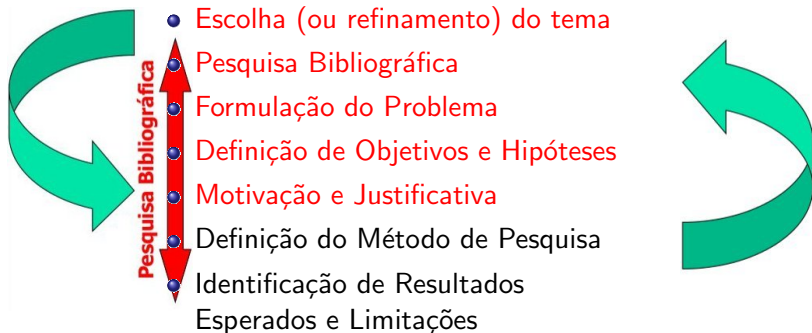 Escolha (ou refinamento) do tema
Pesquisa Bibliográfica
Pesquisa Bibliográfica
Formulação do Problema
Definição de Objetivos e Hipóteses
Motivação e Justificativa
Definição do Método de Pesquisa
Identificação de Resultados
Esperados e Limitações